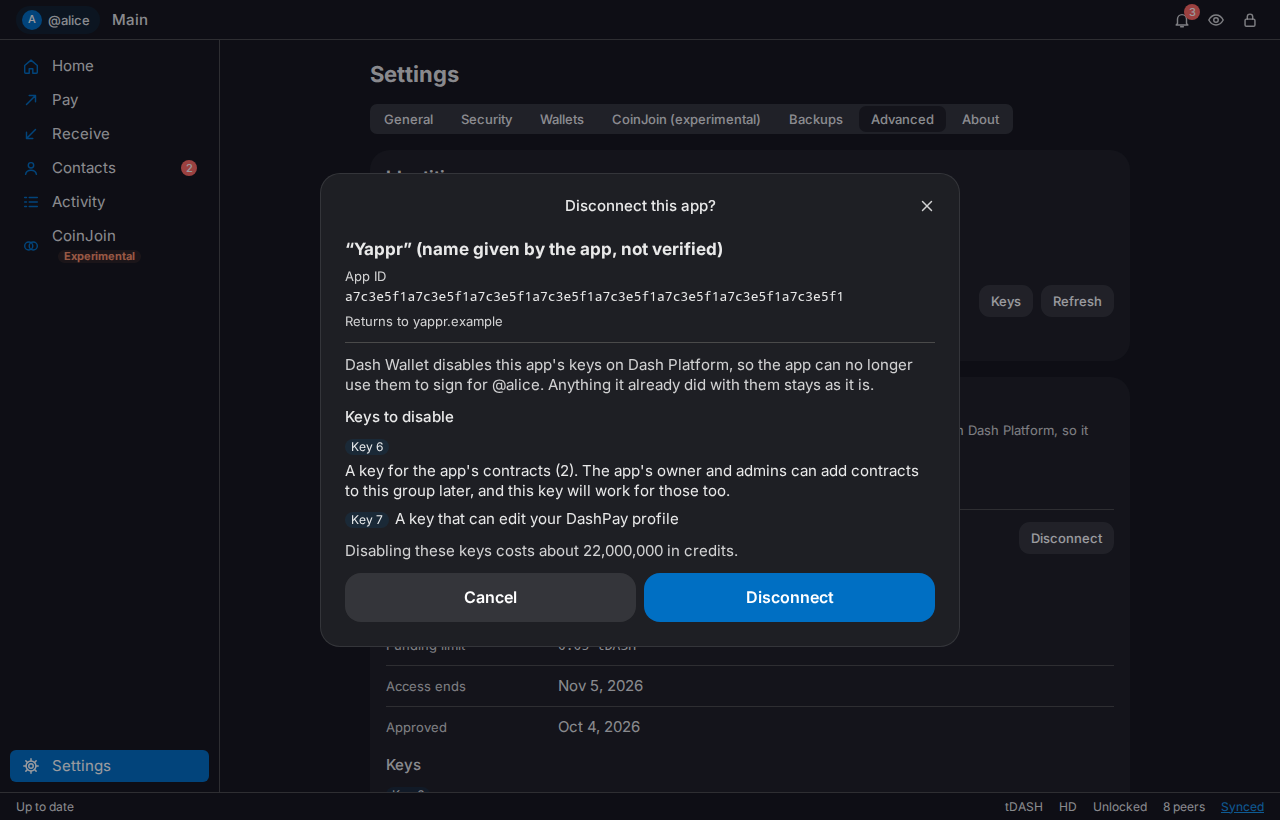 A @alice Main
3
Home
Pay
Receive
Contacts 2
Activity
CoinJoin
Experimental
Settings
Settings
General Security Wallets CoinJoin (experimental) Backups Advanced About
Keys Refresh
Dash Platform, so it
Disconnect
Disconnect this app?
“Yappr” (name given by the app, not verified)
App ID
a7c3e5f1a7c3e5f1a7c3e5f1a7c3e5f1a7c3e5f1a7c3e5f1a7c3e5f1a7c3e5f1
Returns to yappr.example
Dash Wallet disables this app's keys on Dash Platform, so the app can no longer
use them to sign for @alice. Anything it already did with them stays as it is.
Keys to disable
Key 6
A key for the app's contracts (2). The app's owner and admins can add contracts
to this group later, and this key will work for those too.
Key 7 A key that can edit your DashPay profile
Disabling these keys costs about 22,000,000 in credits.
Cancel Disconnect
Access ends Nov 5, 2026
Approved Oct 4, 2026
Keys
Up to date
tDASH HD Unlocked 8 peers Synced